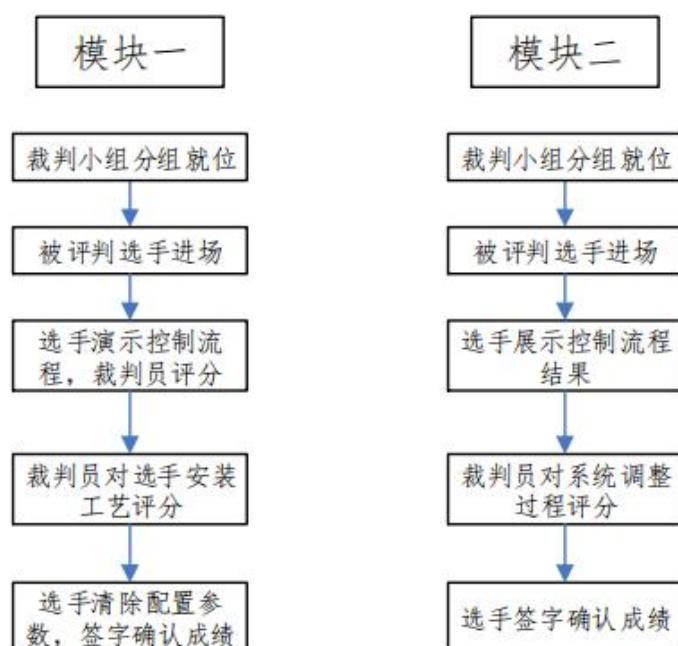 模块一
裁判小组分组就位
被评判选手进场
选手演示控制流
程，裁判员评分
裁判员对选手安装
工艺评分
选手清除配置参
数，签字确认成绩
模块二
裁判小组分组就位
被评判选手进场
选手展示控制流程
结果
裁判员对系统调整
过程评分
选手签字确认成绩